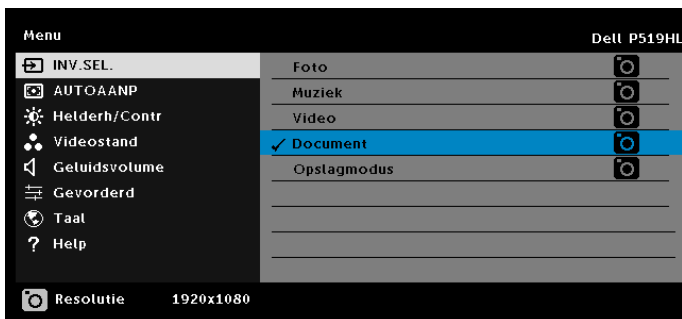 Menu
Dell P519HL
INV.SEL.
AUTOAANP
Helderh/Contr
Videostand
Geluidsvolume
Gevorderd
Taal
? Help
Foto
Muziek
Video
✓ Document
Opslagmodus
Resolutie 1920x1080